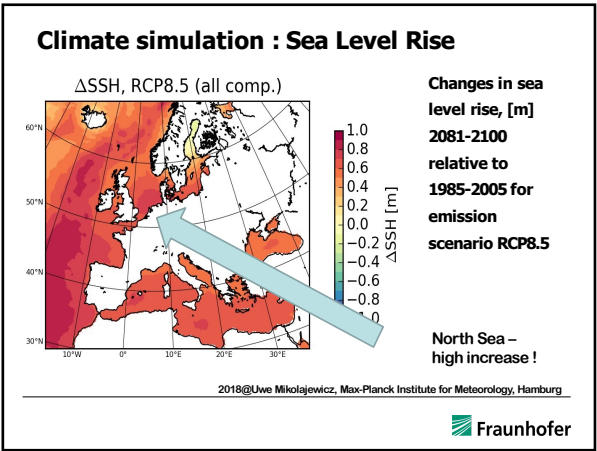 Climate simulation : Sea Level Rise
ΔSSH, RCP8.5 (all comp.)
60°N
50°N
40°N
30°N
10°W 0° 10°E 20°E 30°E
1.0
0.8
0.6
0.4
0.2
0.0
−0.2
−0.4
−0.6
−0.8
1.0
ΔSSH [m]
Changes in sea
level rise, [m]
2081-2100
relative to
1985-2005 for
emission
scenario RCP8.5
North Sea –
high increase !
2018@Uwe Mikolajewicz, Max-Planck Institute for Meteorology, Hamburg
Fraunhofer